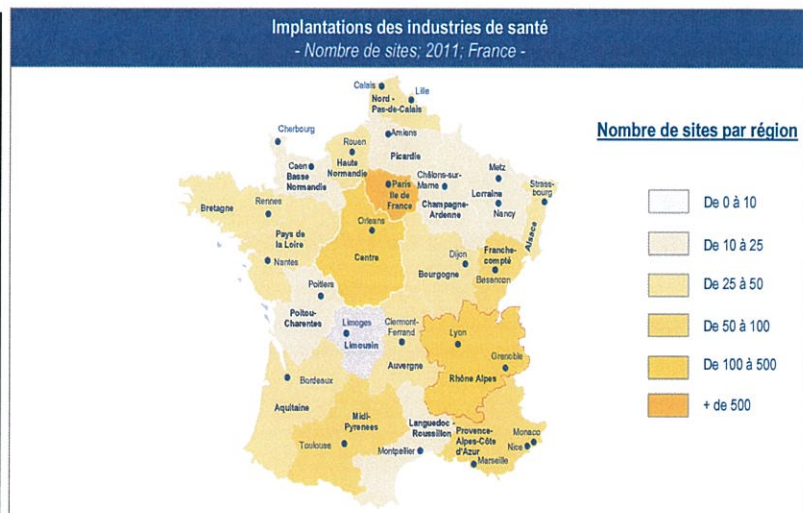 Implantations des industries de santé
- Nombre de sites; 2011; France -
Calais
Lille
Nord -
Pas-de-Calais
Cherbourg
Amiens
Picardie
Rouen
Haute
Normandie
Caen
Basse
Normandie
Metz
Châlons-sur-
Marne
Lorraine
Nancy
Champagne-
Ardenne
Strass-
bourg
Alsace
Paris
Ile de
France
Rennes
Bretagne
Orleans
Pays de
la Loire
Centre
Nantes
Dijon
Bourgogne
Franche-
compté
Besancon
Poitiers
Poitou-
Charentes
Limoges
Limousin
Clermont-
Ferrand
Auvergne
Lyon
Grenoble
Rhône Alpes
Bordeaux
Aquitaine
Midi-
Pyrenees
Toulouse
Languedoc -
Roussillon
Montpellier
Provence-
Alpes-Côte
d'Azur
Monaco
Nice
Marseille
Nombre de sites par région
De 0 à 10
De 10 à 25
De 25 à 50
De 50 à 100
De 100 à 500
+ de 500